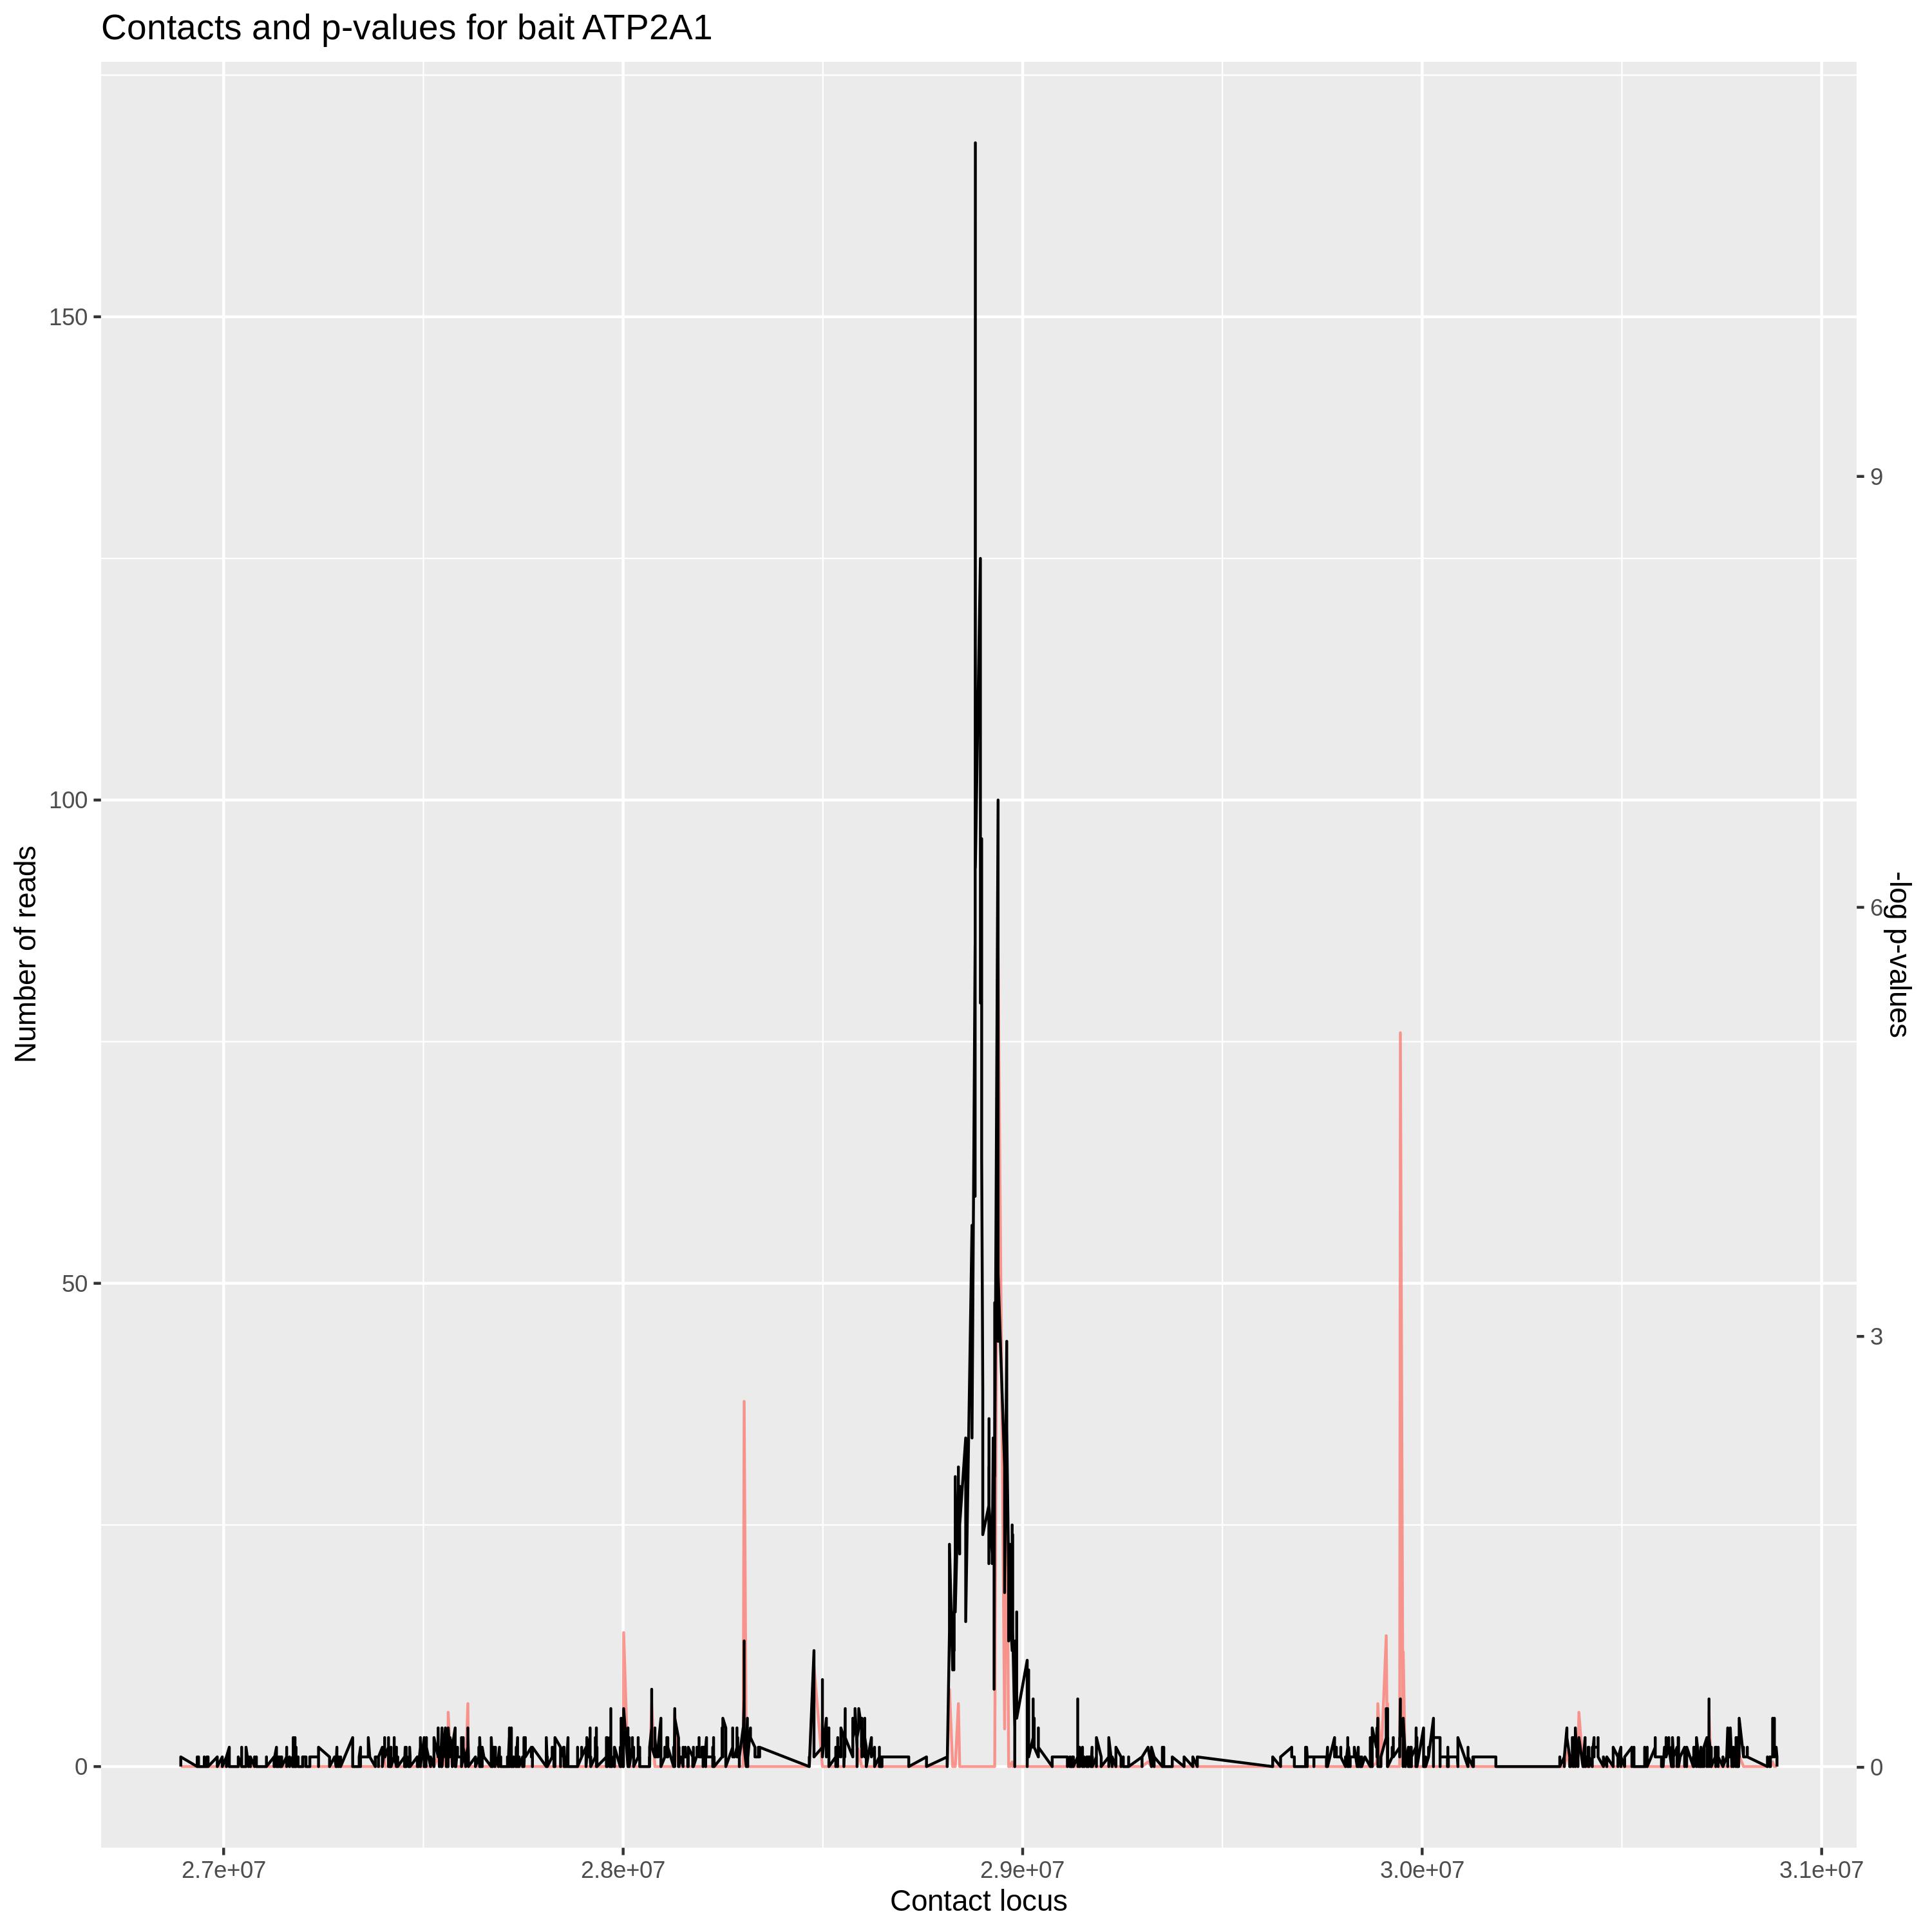 Contacts and p-values for bait ATP2A1
150
100
50
0
9
6
3
0
Number of reads
-log p-values
2.7e+07
2.8e+07
2.9e+07
3.0e+07
3.1e+07
Contact locus